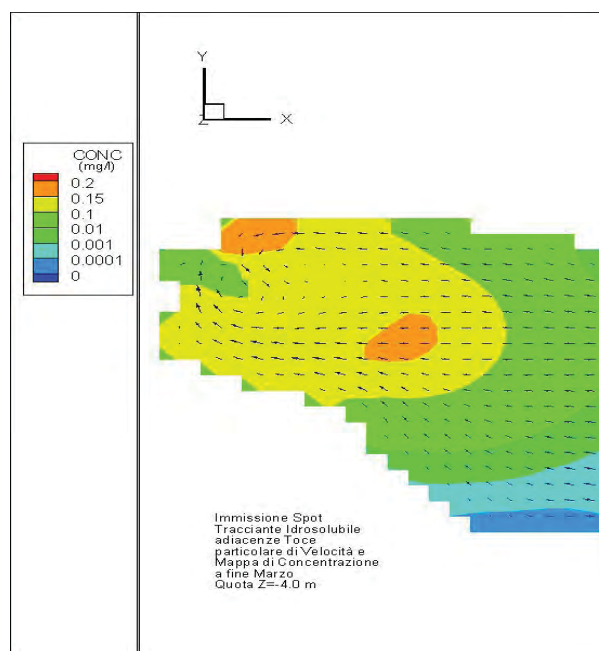 Y
Z
X
CONC
(mg/l)
0.2
0.15
0.1
0.01
0.001
0.0001
0
Immissione Spot
Tracciante Idrosolubile
adiacenze Toce
particolare di Velocità e
Mappa di Concentrazione
a fine Marzo
Quota Z=-4.0 m